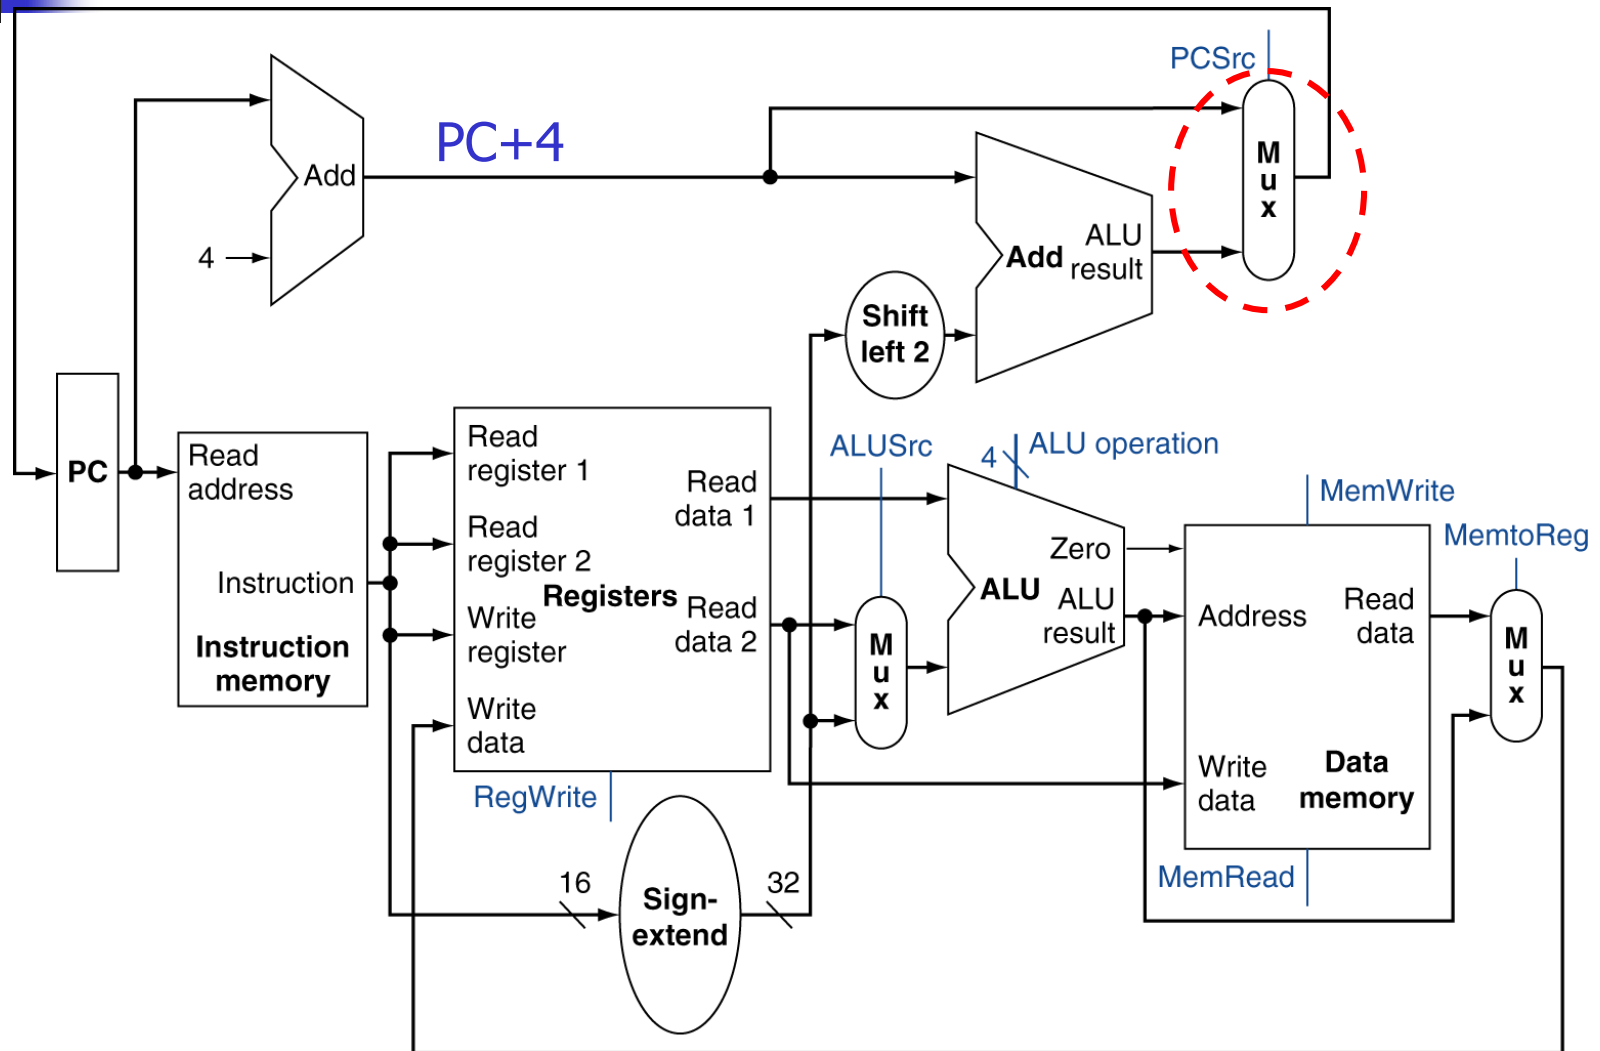 PCSrc
M
u
x
PC+4
Add
4
Add
ALU
result
Shift
left 2
PC
Read
address
Instruction
Instruction
memory
Read
register 1
Read
register 2
Write
register
Write
data
Registers
Read
data 1
Read
data 2
RegWrite
ALUSrc
M
u
x
4
ALU operation
Zero
ALU
ALU
result
MemWrite
Address
Read
data
Write
data
Data
memory
MemRead
MemtoReg
M
u
x
16
Sign-
extend
32